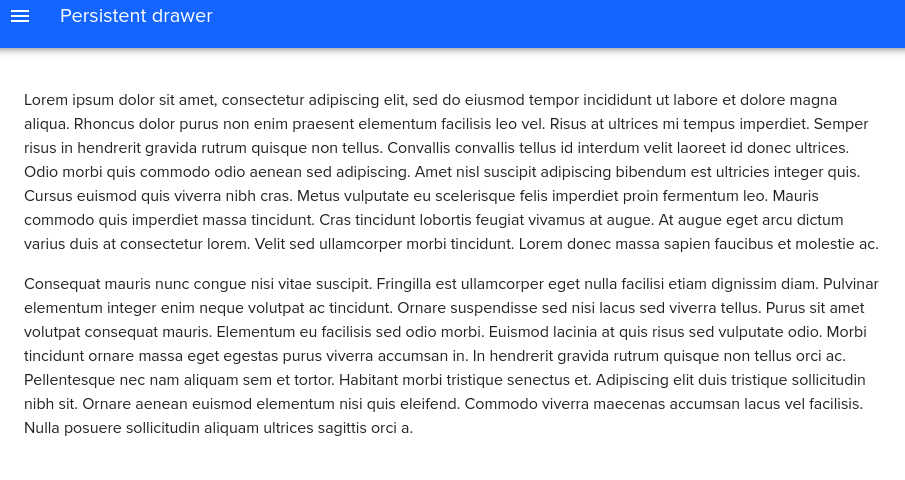 Persistent drawer
Lorem ipsum dolor sit amet, consectetur adipiscing elit, sed do eiusmod tempor incididunt ut labore et dolore magna
aliqua. Rhoncus dolor purus non enim praesent elementum facilisis leo vel. Risus at ultrices mi tempus imperdiet. Semper
risus in hendrerit gravida rutrum quisque non tellus. Convallis convallis tellus id interdum velit laoreet id donec ultrices.
Odio morbi quis commodo odio aenean sed adipiscing. Amet nisl suscipit adipiscing bibendum est ultricies integer quis.
Cursus euismod quis viverra nibh cras. Metus vulputate eu scelerisque felis imperdiet proin fermentum leo. Mauris
commodo quis imperdiet massa tincidunt. Cras tincidunt lobortis feugiat vivamus at augue. At augue eget arcu dictum
varius duis at consectetur lorem. Velit sed ullamcorper morbi tincidunt. Lorem donec massa sapien faucibus et molestie ac.
Consequat mauris nunc congue nisi vitae suscipit. Fringilla est ullamcorper eget nulla facilisi etiam dignissim diam. Pulvinar
elementum integer enim neque volutpat ac tincidunt. Ornare suspendisse sed nisi lacus sed viverra tellus. Purus sit amet
volutpat consequat mauris. Elementum eu facilisis sed odio morbi. Euismod lacinia at quis risus sed vulputate odio. Morbi
tincidunt ornare massa eget egestas purus viverra accumsan in. In hendrerit gravida rutrum quisque non tellus orci ac.
Pellentesque nec nam aliquam sem et tortor. Habitant morbi tristique senectus et. Adipiscing elit duis tristique sollicitudin
nibh sit. Ornare aenean euismod elementum nisi quis eleifend. Commodo viverra maecenas accumsan lacus vel facilisis.
Nulla posuere sollicitudin aliquam ultrices sagittis orci a.